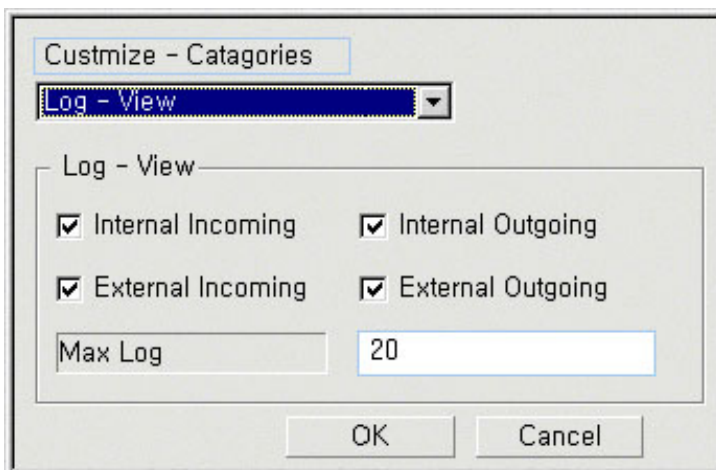 Custmize - Catagories
Log - View
Log - View
Internal Incoming Internal Outgoing
External Incoming External Outgoing
Max Log 20
OK Cancel